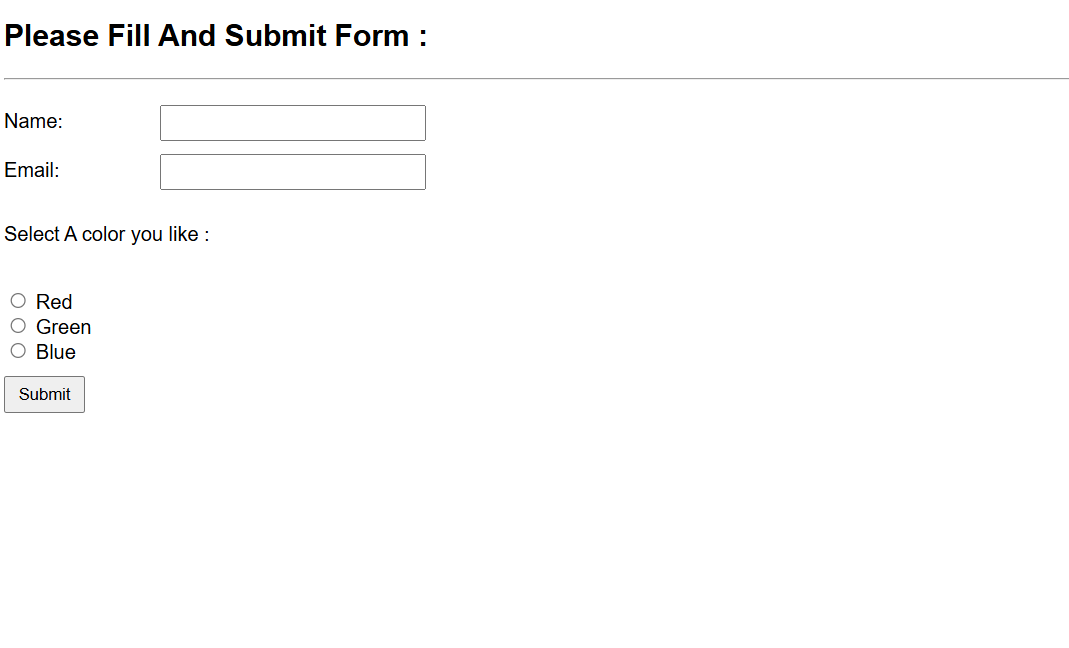 Please Fill And Submit Form :
Name:
Email:
Select A color you like :
Red
Green
Blue
Submit